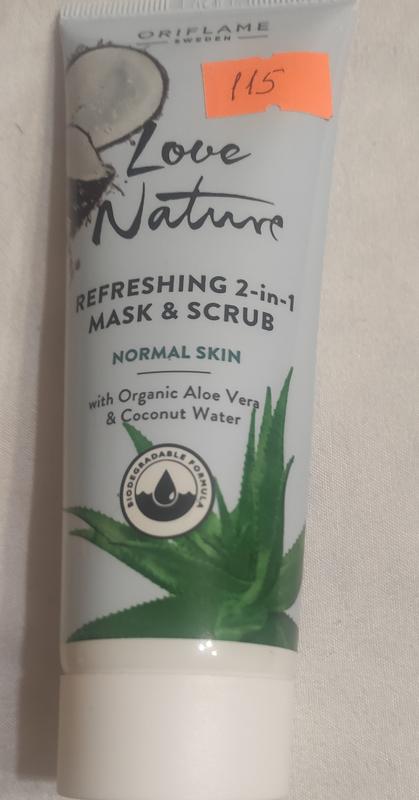 ORIFLAME
SWEDEN
115
Love
Nature
REFRESHING 2-in-1
MASK & SCRUB
NORMAL SKIN
with Organic Aloe Vera
& Coconut Water
BIODEGRADABLE FORMULA